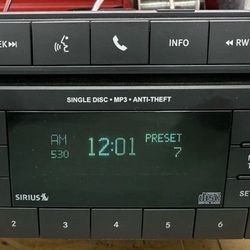 EK INFO RW
SINGLE DISC • MP3 • ANTI-THEFT
AM 12:01 PRESET
530 7
SIRIUS
SE
2 3 4 5 6